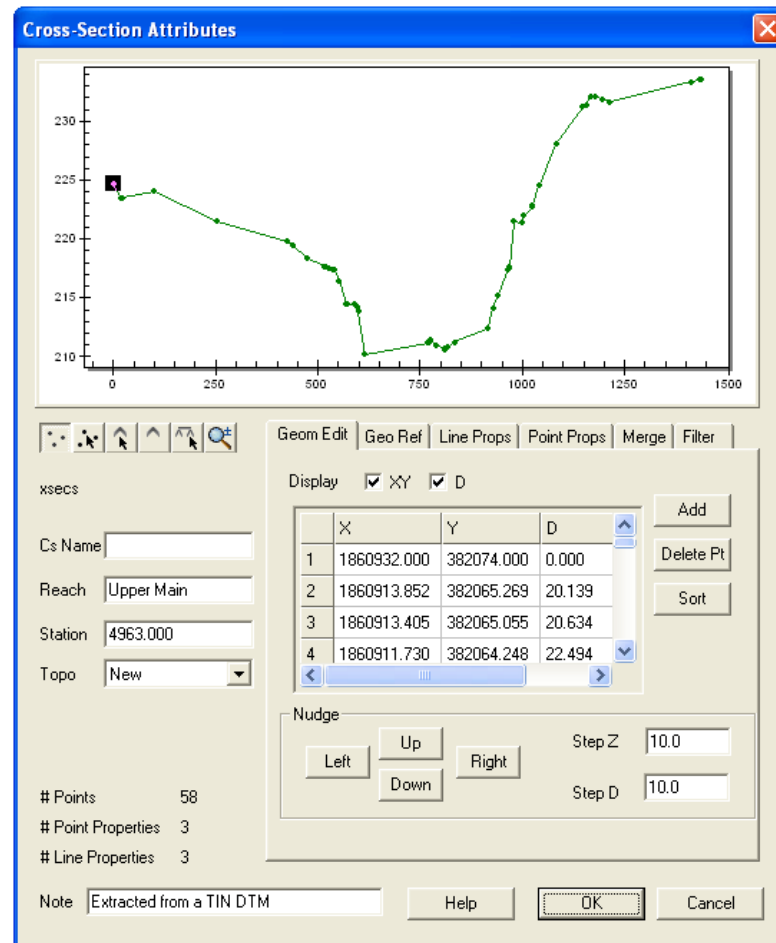 Cross-Section Attributes
230
225
220
215
210
0 250 500 750 1000 1250 1500
Geom Edit Geo Ref Line Props Point Props Merge Filter
xsecs
Display XY D
X Y D
1 1860932.000 382074.000 0.000
2 1860913.852 382065.269 20.139
3 1860913.405 382065.055 20.634
4 1860911.730 382064.248 22.494
Add
Delete Pt
Sort
Cs Name
Reach Upper Main
Station 4963.000
Topo New
Nudge
Left Up Down Right
Step Z 10.0
Step D 10.0
# Points 58
# Point Properties 3
# Line Properties 3
Note Extracted from a TIN DTM
Help OK Cancel